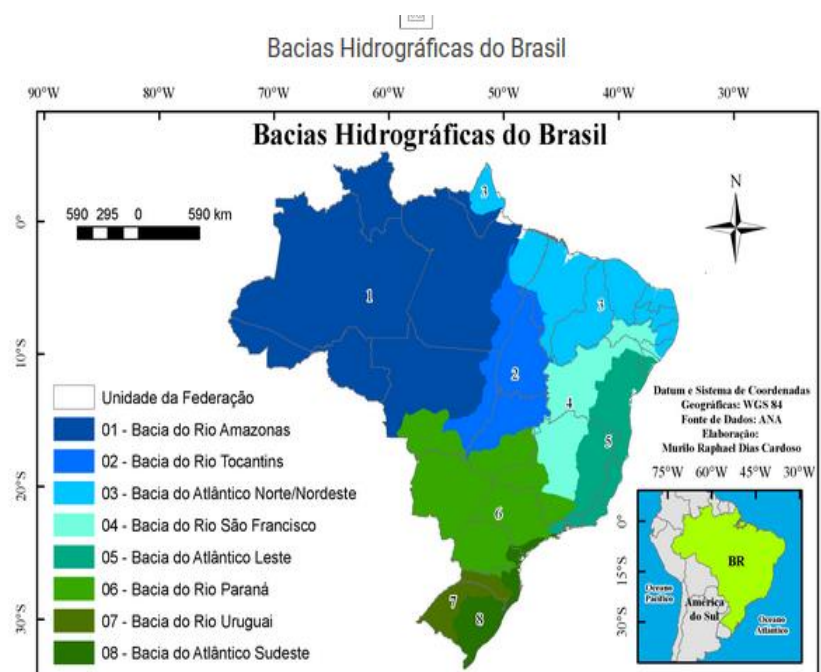 Bacias Hidrográficas do Brasil
90°W 80°W 70°W 60°W 50°W 40°W 30°W
Bacias Hidrográficas do Brasil
590 295 0 590 km
N
0°
10°S
20°S
30°S
1
2
3
3
4
5
6
7
8
Unidade da Federação
01 - Bacia do Rio Amazonas
02 - Bacia do Rio Tocantins
03 - Bacia do Atlântico Norte/Nordeste
04 - Bacia do Rio São Francisco
05 - Bacia do Atlântico Leste
06 - Bacia do Rio Paraná
07 - Bacia do Rio Uruguai
08 - Bacia do Atlântico Sudeste
Datum e Sistema de Coordenadas
Geográficas: WGS 84
Fonte de Dados: ANA
Elaboração:
Murilo Raphael Dias Cardoso
75°W 60°W 45°W 30°W
0°
15°S
30°S
BR
Oceano
Pacífico
América
do Sul
Oceano
Atlântico